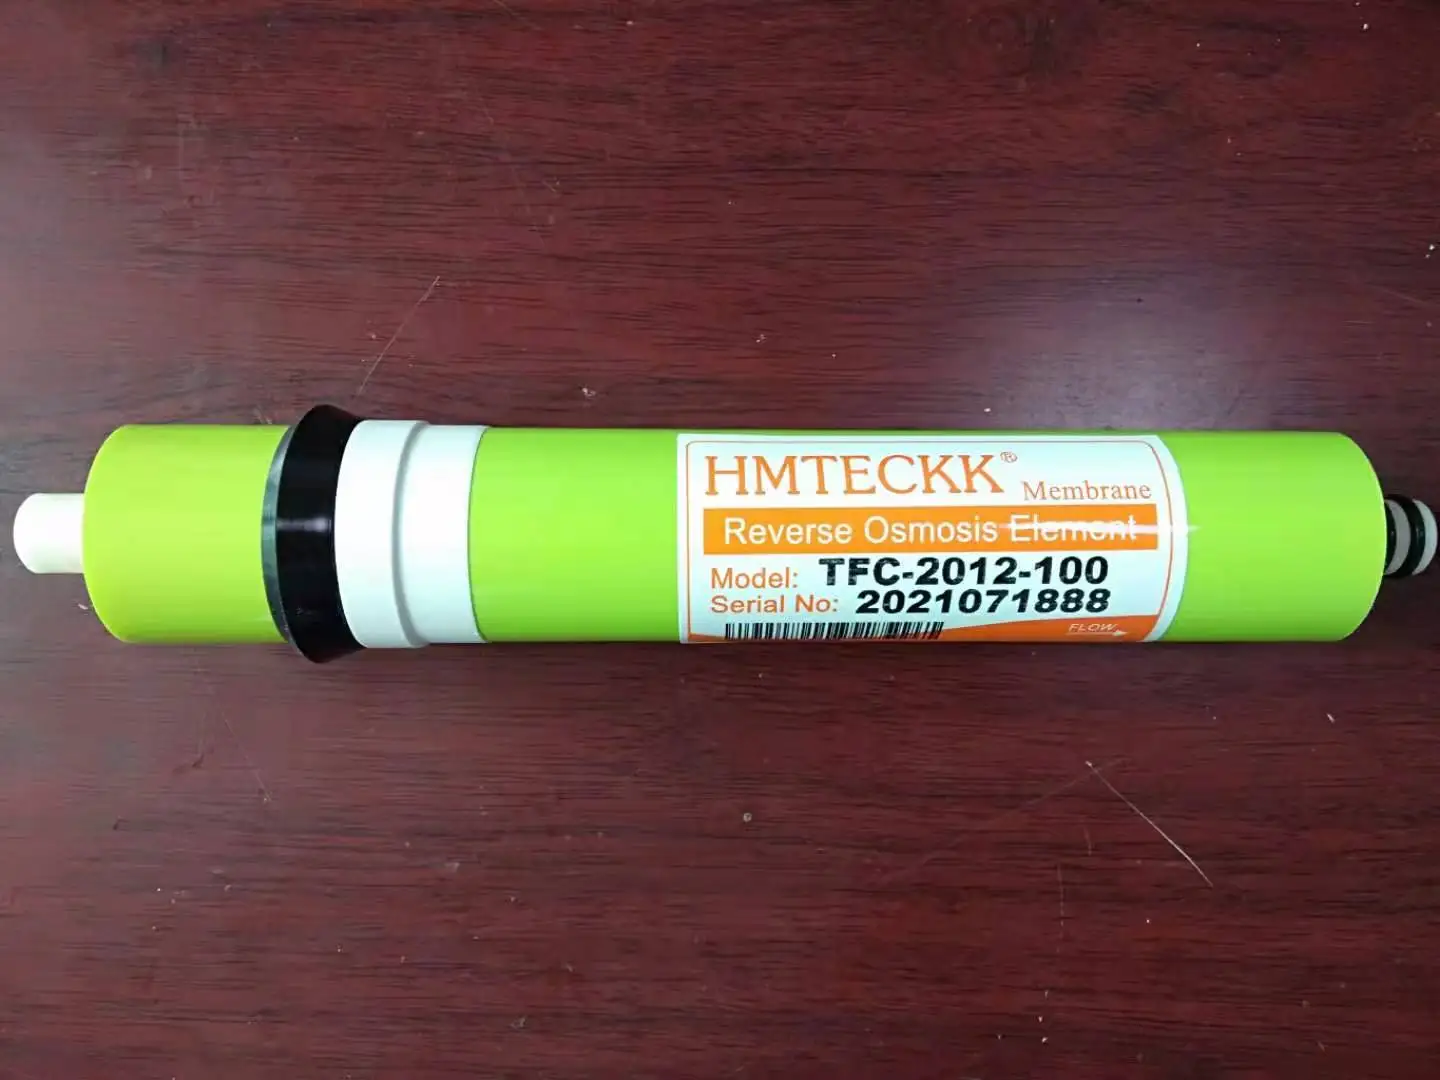 HMTECKK® Membrane
Reverse Osmosis Element
Model: TFC-2012-100
Serial No: 2021071888
FLOW